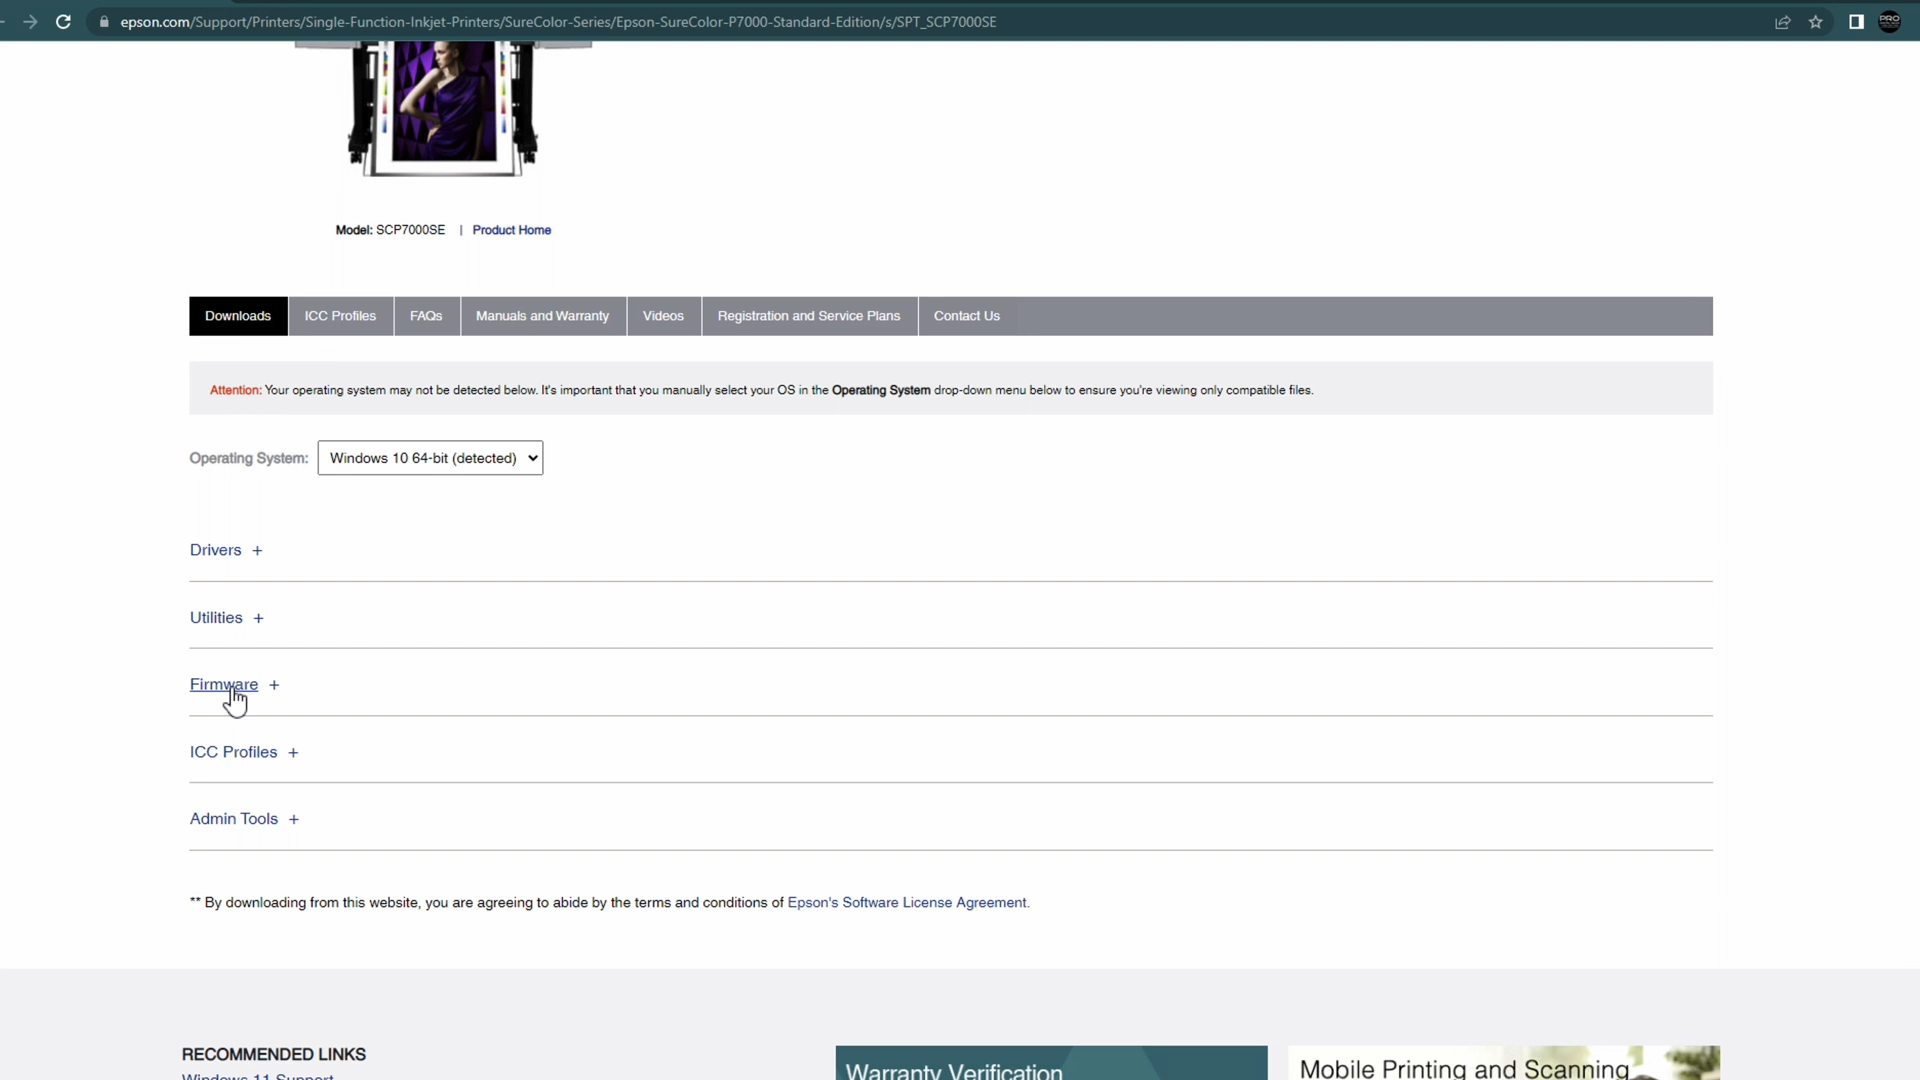 epson.com/Support/Printers/Single-Function-Inkjet-Printers/SureColor-Series/Epson-SureColor-P7000-Standard-Edition/s/SPT_SCP7000SE
PRO
Model: SCP7000SE | Product Home
Downloads ICC Profiles FAQs Manuals and Warranty Videos Registration and Service Plans Contact Us
Attention: Your operating system may not be detected below. It's important that you manually select your OS in the Operating System drop-down menu below to ensure you're viewing only compatible files.
Operating System: Windows 10 64-bit (detected)
Drivers +
Utilities +
Firmware +
ICC Profiles +
Admin Tools +
** By downloading from this website, you are agreeing to abide by the terms and conditions of Epson's Software License Agreement.
RECOMMENDED LINKS
Windows 11 Support
Warranty Verification
Mobile Printing and Scanning